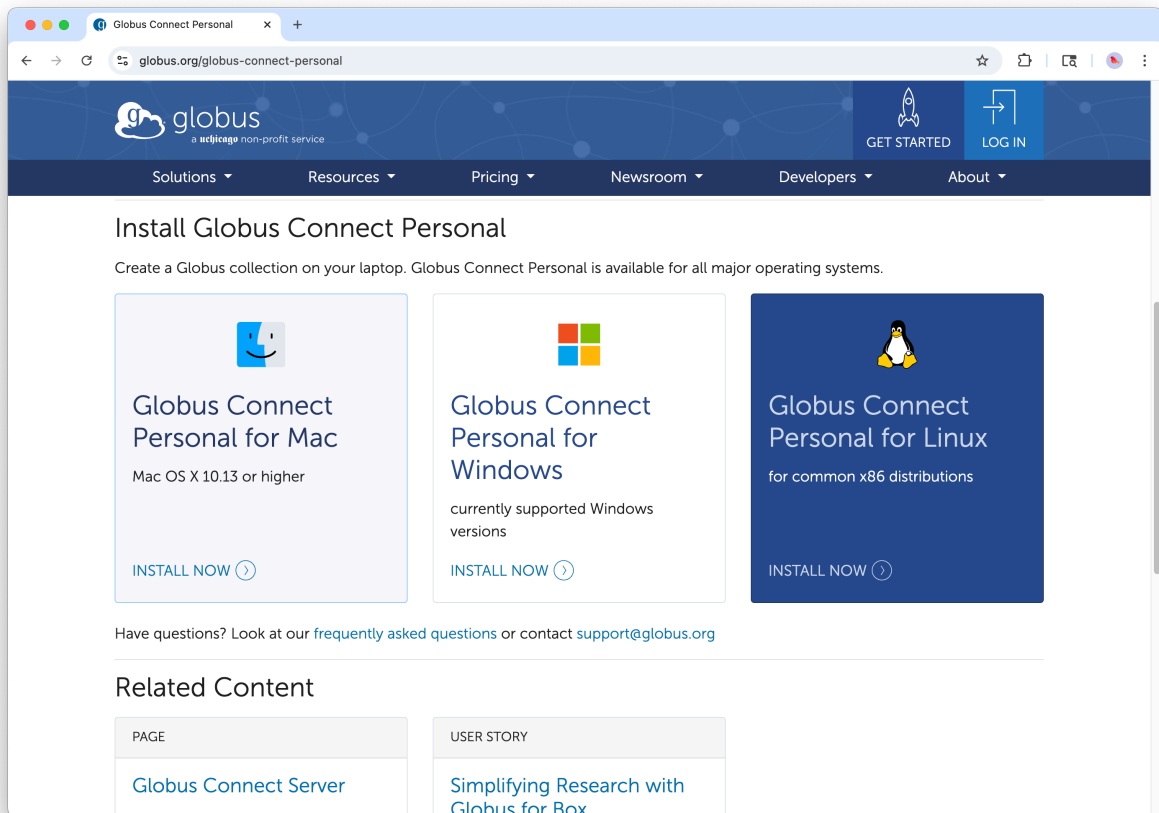 Globus Connect Personal
globus.org/globus-connect-personal
globus
a uchicago non-profit service
GET STARTED
LOG IN
Solutions
Resources
Pricing
Newsroom
Developers
About
Install Globus Connect Personal
Create a Globus collection on your laptop. Globus Connect Personal is available for all major operating systems.
Globus Connect
Personal for Mac
Mac OS X 10.13 or higher
INSTALL NOW
Globus Connect
Personal for
Windows
currently supported Windows
versions
INSTALL NOW
Globus Connect
Personal for Linux
for common x86 distributions
INSTALL NOW
Have questions? Look at our frequently asked questions or contact support@globus.org
Related Content
PAGE
Globus Connect Server
USER STORY
Simplifying Research with
Globus for Box